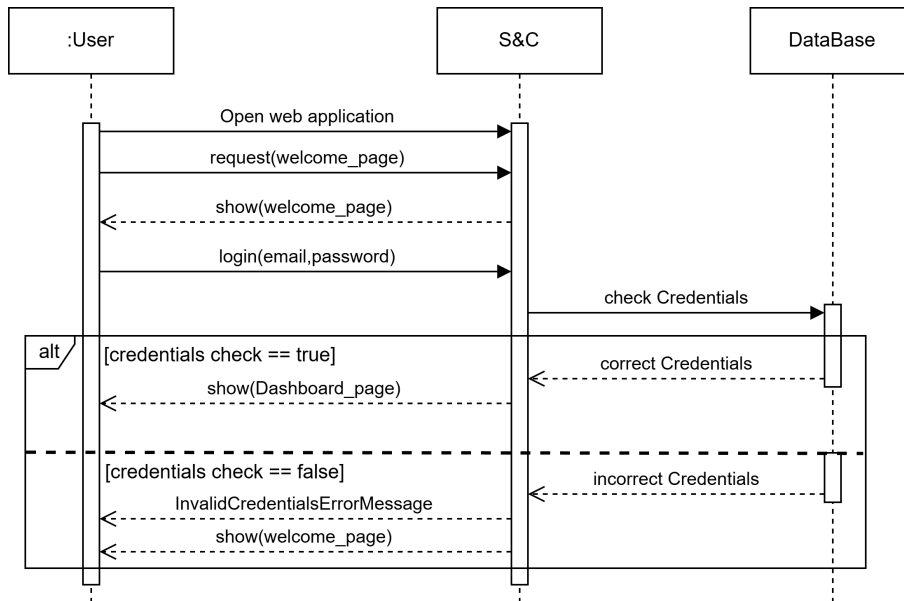 :User
S&C
DataBase
Open web application
request(welcome_page)
show(welcome_page)
login(email,password)
check Credentials
alt
[credentials check == true]
correct Credentials
show(Dashboard_page)
[credentials check == false]
incorrect Credentials
InvalidCredentialsErrorMessage
show(welcome_page)